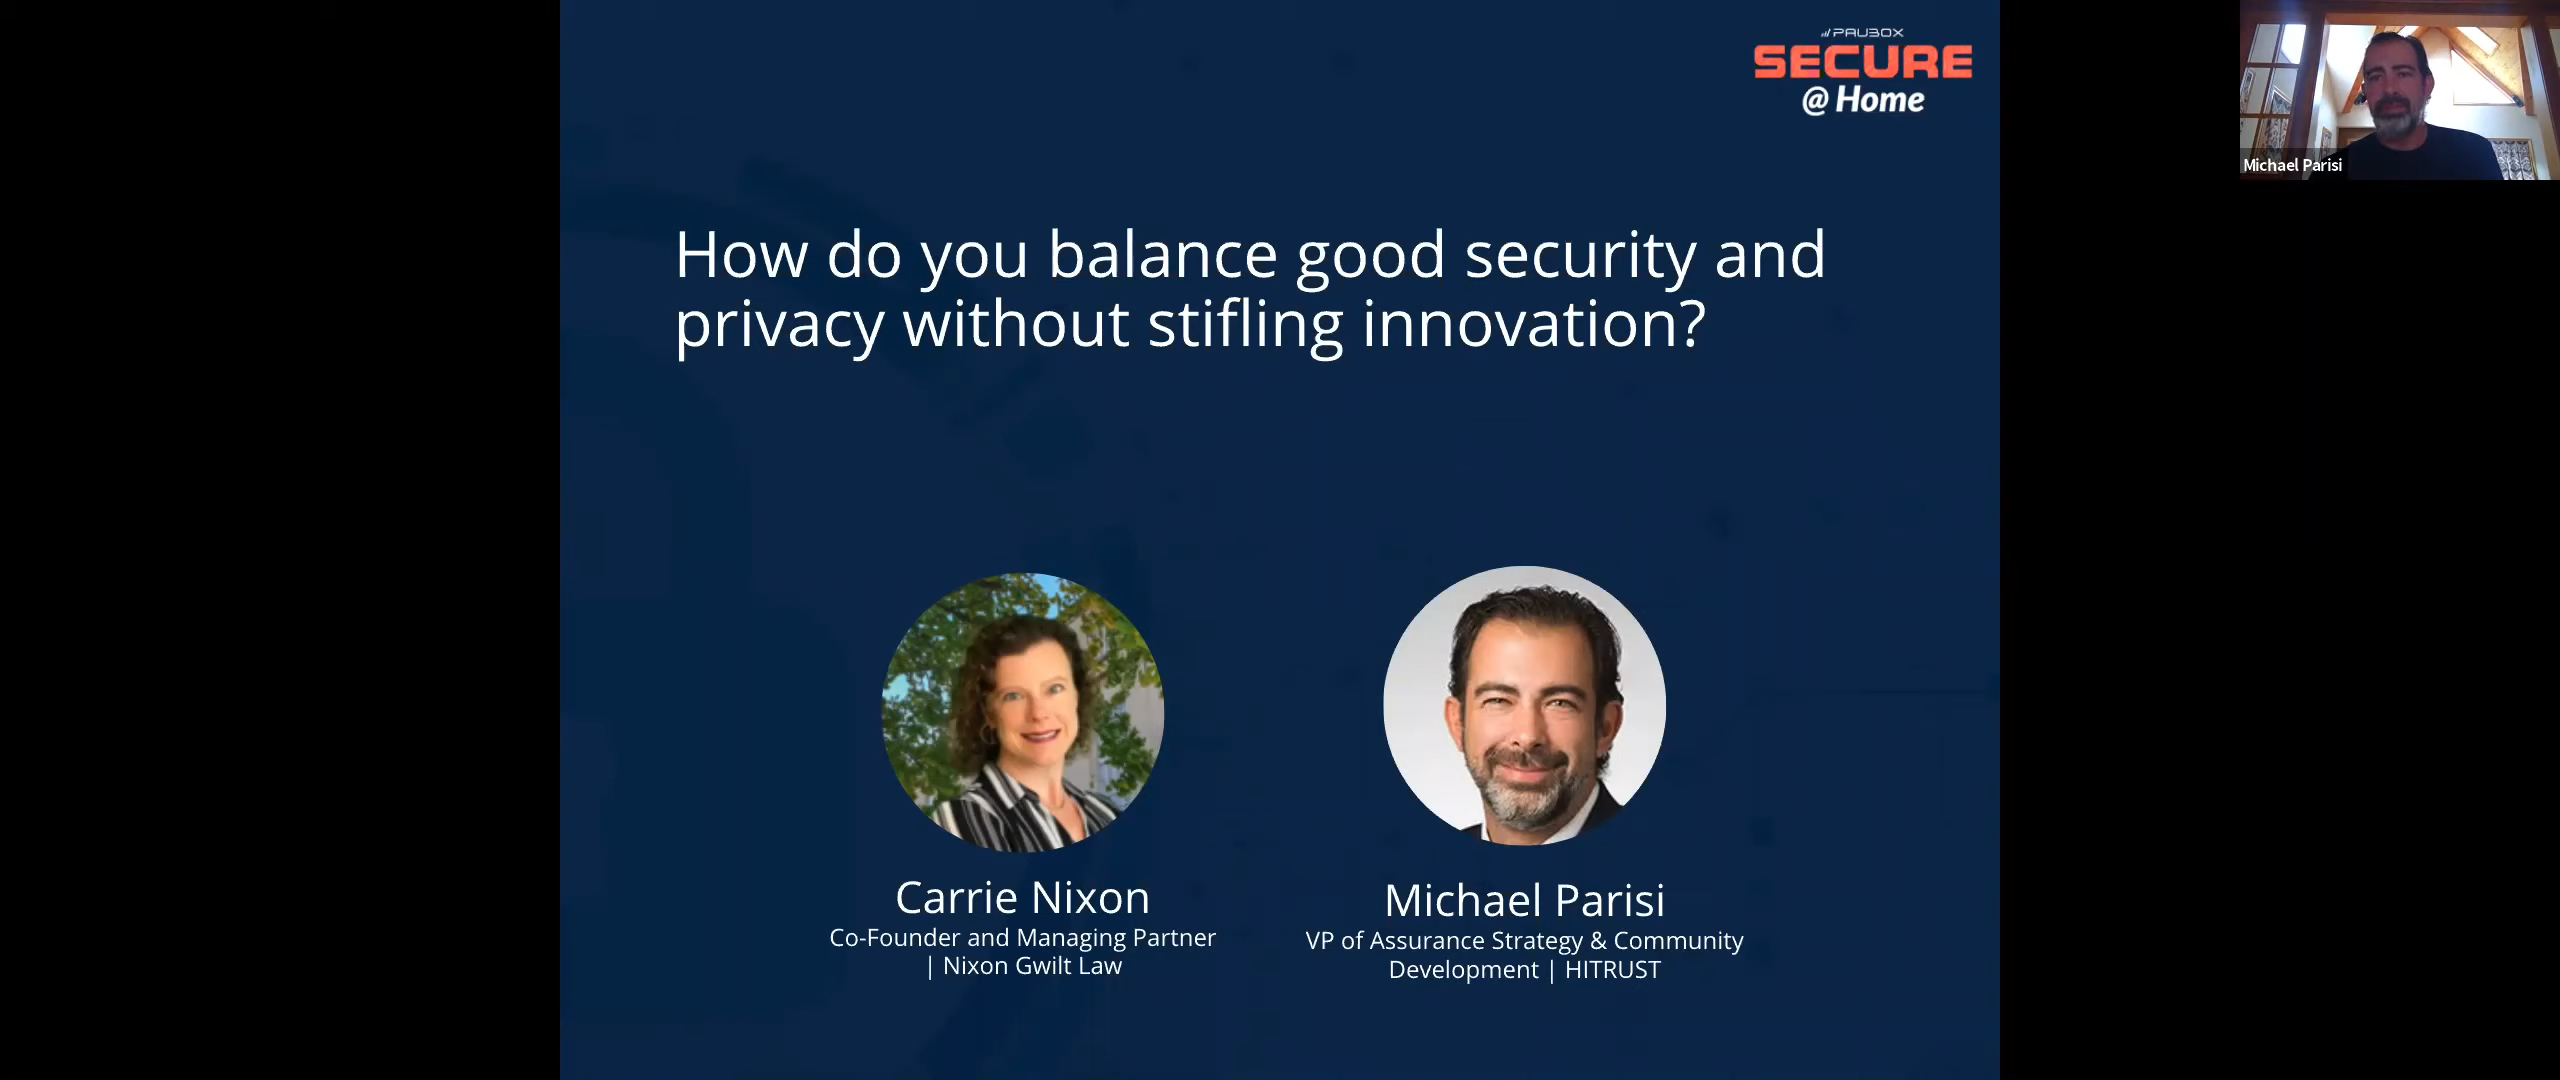 PAUBOX
SECURE
@ Home
Michael Parisi
How do you balance good security and
privacy without stifling innovation?
Carrie Nixon
Co-Founder and Managing Partner
| Nixon Gwilt Law
Michael Parisi
VP of Assurance Strategy & Community
Development | HITRUST